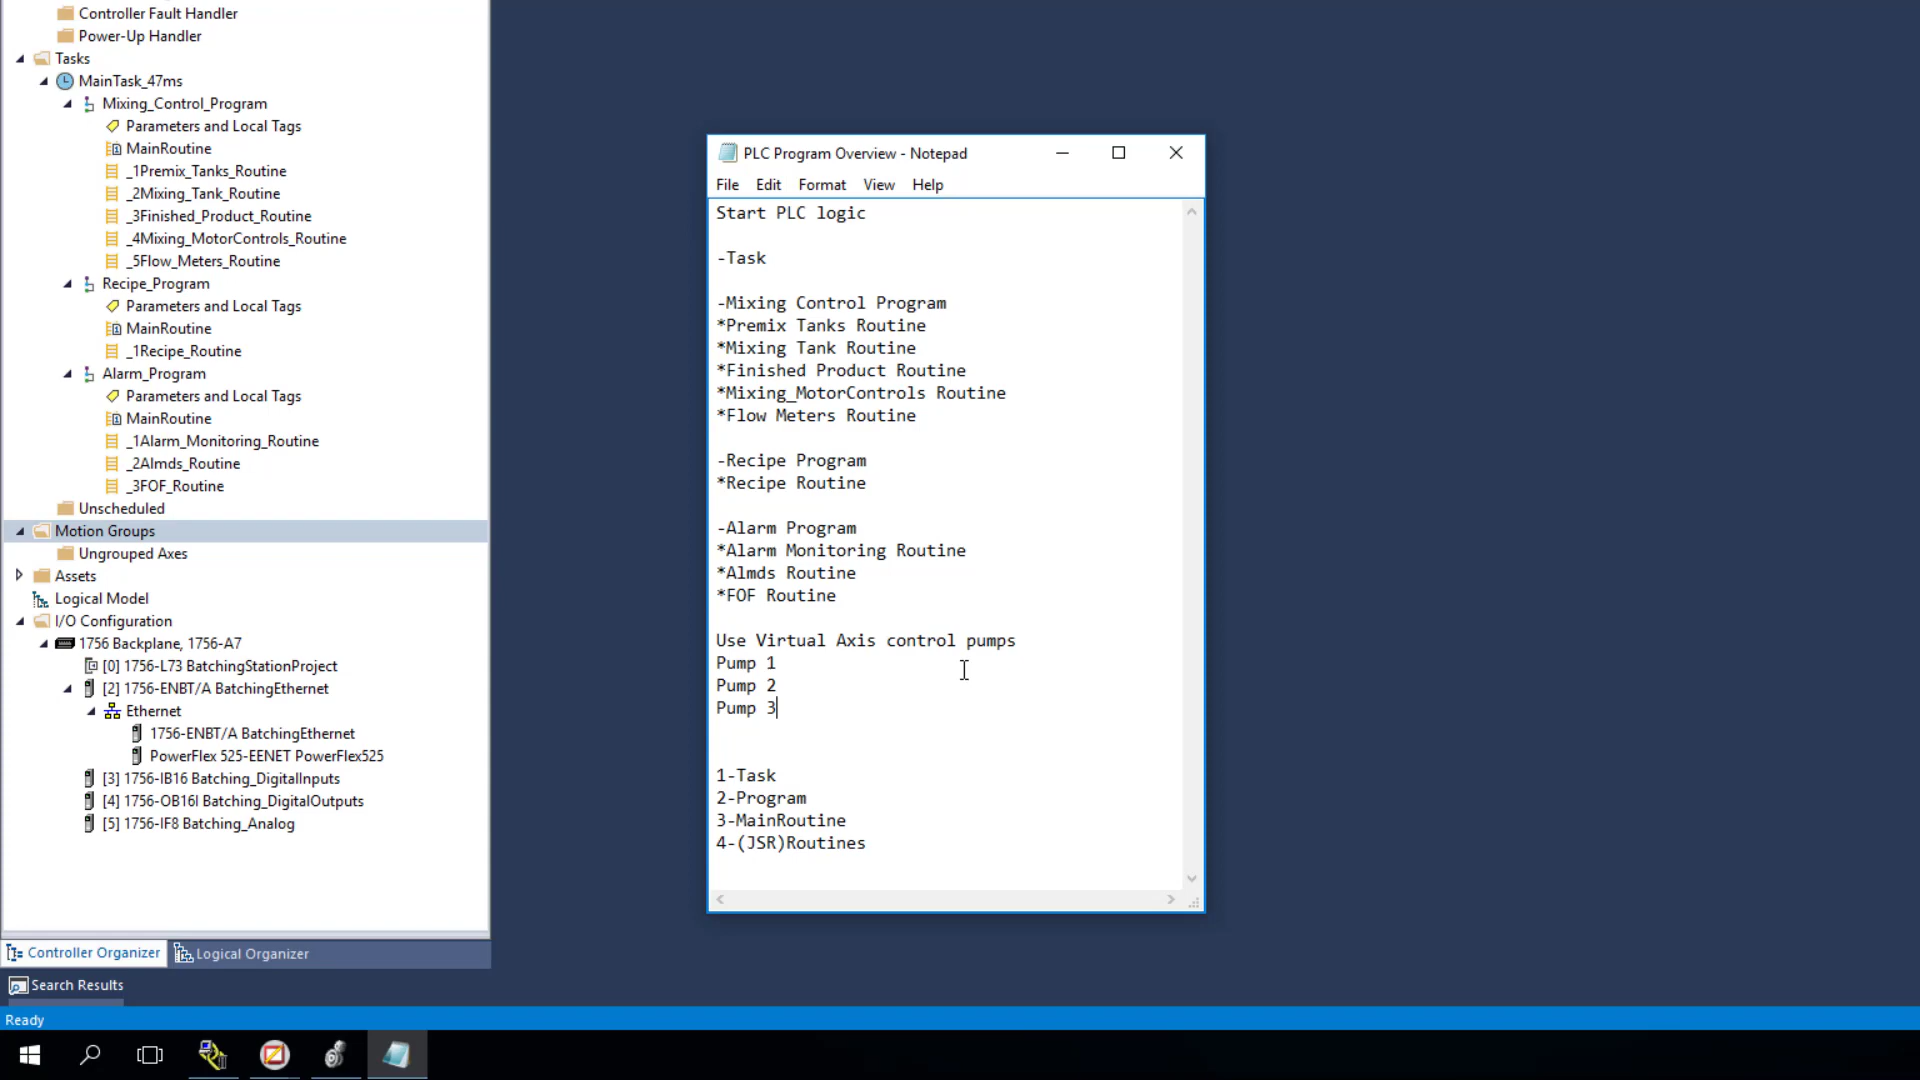 Controller Fault Handler
Power-Up Handler
Tasks
MainTask_47ms
Mixing_Control_Program
Parameters and Local Tags
MainRoutine
_1Premix_Tanks_Routine
_2Mixing_Tank_Routine
_3Finished_Product_Routine
_4Mixing_MotorControls_Routine
_5Flow_Meters_Routine
Recipe_Program
Parameters and Local Tags
MainRoutine
_1Recipe_Routine
Alarm_Program
Parameters and Local Tags
MainRoutine
_1Alarm_Monitoring_Routine
_2Almds_Routine
_3FOF_Routine
Unscheduled
Motion Groups
Ungrouped Axes
Assets
Logical Model
I/O Configuration
1756 Backplane, 1756-A7
[0] 1756-L73 BatchingStationProject
[2] 1756-ENBT/A BatchingEthernet
Ethernet
1756-ENBT/A BatchingEthernet
PowerFlex 525-EENET PowerFlex525
[3] 1756-IB16 Batching_DigitalInputs
[4] 1756-OB16I Batching_DigitalOutputs
[5] 1756-IF8 Batching_Analog
Controller Organizer
Logical Organizer
Search Results
Ready
PLC Program Overview - Notepad
File Edit Format View Help
Start PLC logic
-Task
-Mixing Control Program
*Premix Tanks Routine
*Mixing Tank Routine
*Finished Product Routine
*Mixing_MotorControls Routine
*Flow Meters Routine
-Recipe Program
*Recipe Routine
-Alarm Program
*Alarm Monitoring Routine
*Almds Routine
*FOF Routine
Use Virtual Axis control pumps
Pump 1
Pump 2
Pump 3
1-Task
2-Program
3-MainRoutine
4-(JSR)Routines